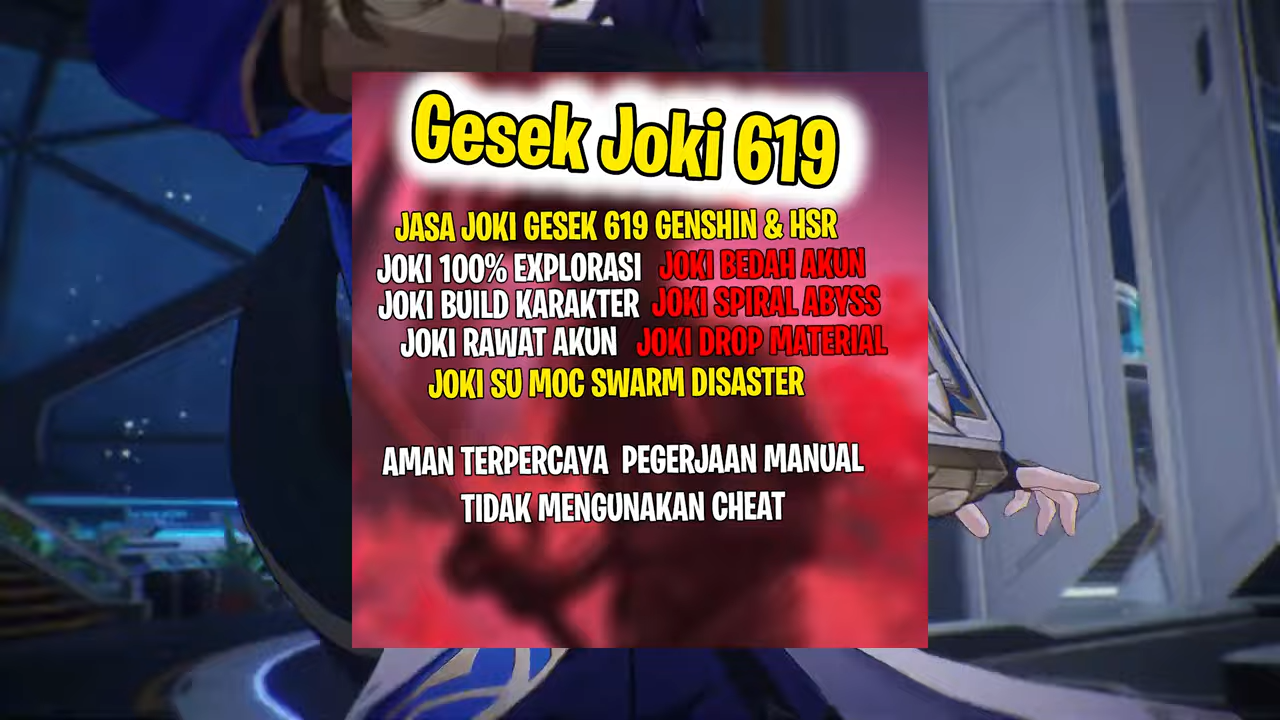 Gesek Joki 619
JASA JOKI GESEK 619 GENSHIN & HSR
JOKI 100% EXPLORASI JOKI BEDAH AKUN
JOKI BUILD KARAKTER JOKI SPIRAL ABYSS
JOKI RAWAT AKUN JOKI DROP MATERIAL
JOKI SU MOC SWARM DISASTER
AMAN TERPERCAYA PEGERJAAN MANUAL
TIDAK MENGUNAKAN CHEAT